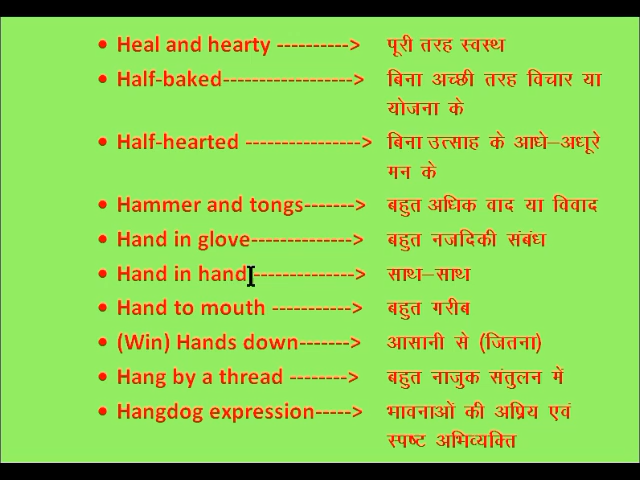 • Heal and hearty ----------> पूरी तरह स्वस्थ
• Half-baked-----------------> बिना अच्छी तरह विचार या
योजना के
• Half-hearted ---------------> बिना उत्साह के आधे-अधूरे
मन के
• Hammer and tongs-------> बहुत अधिक वाद या विवाद
• Hand in glove--------------> बहुत नजदिकी संबंध
• Hand in hand--------------> साथ-साथ
• Hand to mouth -----------> बहुत गरीब
• (Win) Hands down-------> आसानी से (जितना)
• Hang by a thread --------> बहुत नाजुक संतुलन में
• Hangdog expression-----> भावनाओं की अप्रिय एवं
स्पष्ट अभिव्यक्ति